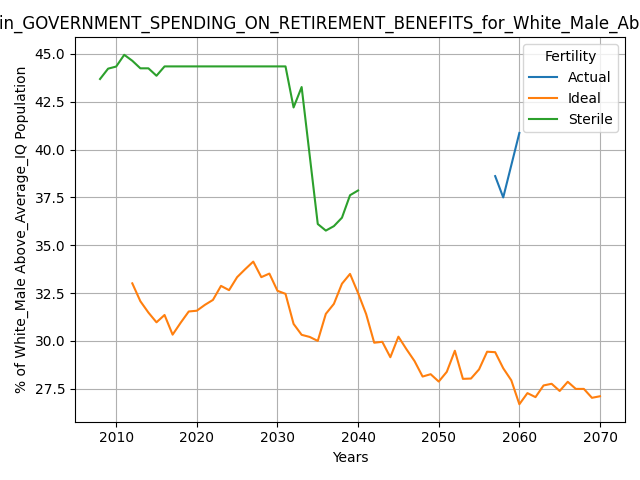 in_GOVERNMENT_SPENDING_ON_RETIREMENT_BENEFITS_for_White_Male_Ab
Fertility
Actual
Ideal
Sterile
% of White_Male Above_Average_IQ Population
45.0
42.5
40.0
37.5
35.0
32.5
30.0
27.5
2010
2020
2030
2040
2050
2060
2070
Years